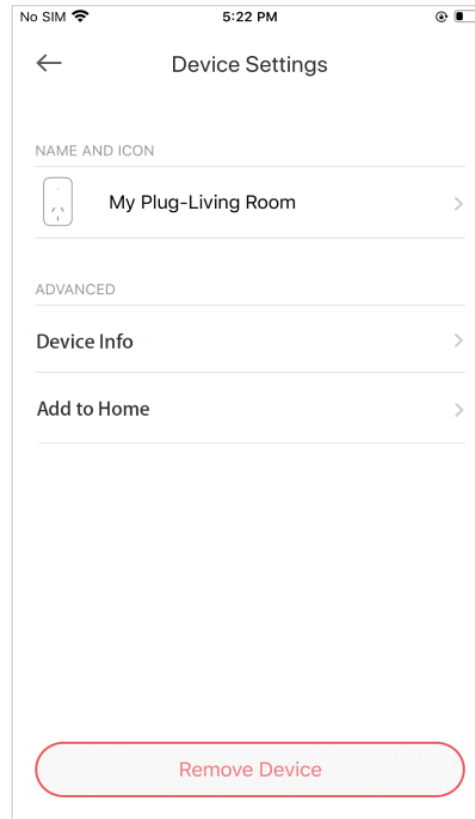 No SIM 5:22 PM
Device Settings
NAME AND ICON
My Plug-Living Room
ADVANCED
Device Info
Add to Home
Remove Device